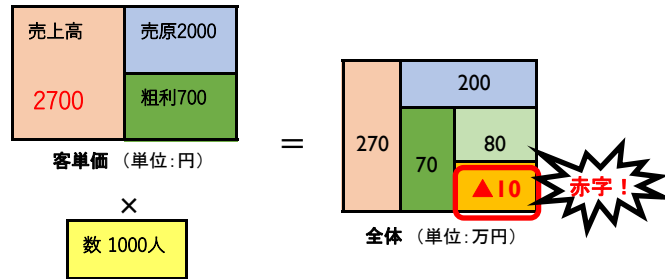 売上高
2700
売原2000
粗利700
客単価 （単位:円）
×
数 1000人
＝
270
200
70
80
▲10
赤字！
全体 （単位:万円）